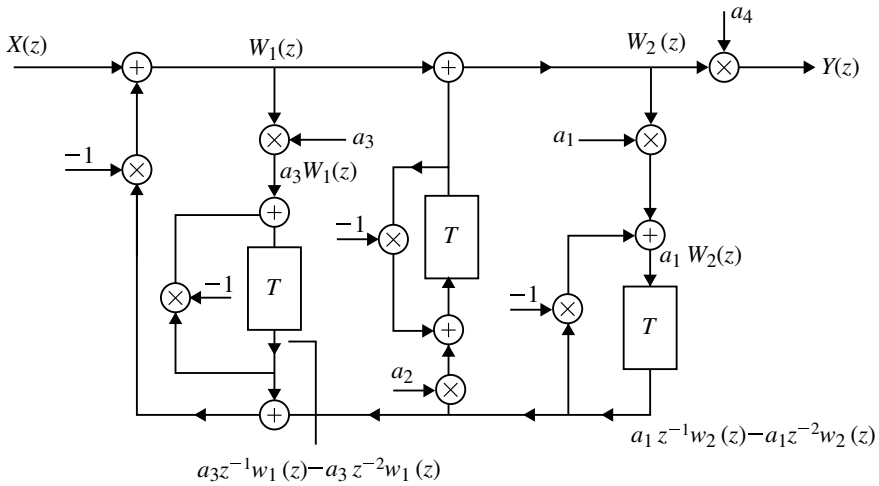 a₄
X(z) W₁(z) W₂ (z) Y(z)
−1 a₃ a₁
a₃W₁(z)
−1 −1 T T a₁ W₂(z)
−1 T
a₂
a₁ z⁻¹w₂ (z)−a₁z⁻²w₂ (z)
a₃z⁻¹w₁ (z)−a₃ z⁻²w₁ (z)